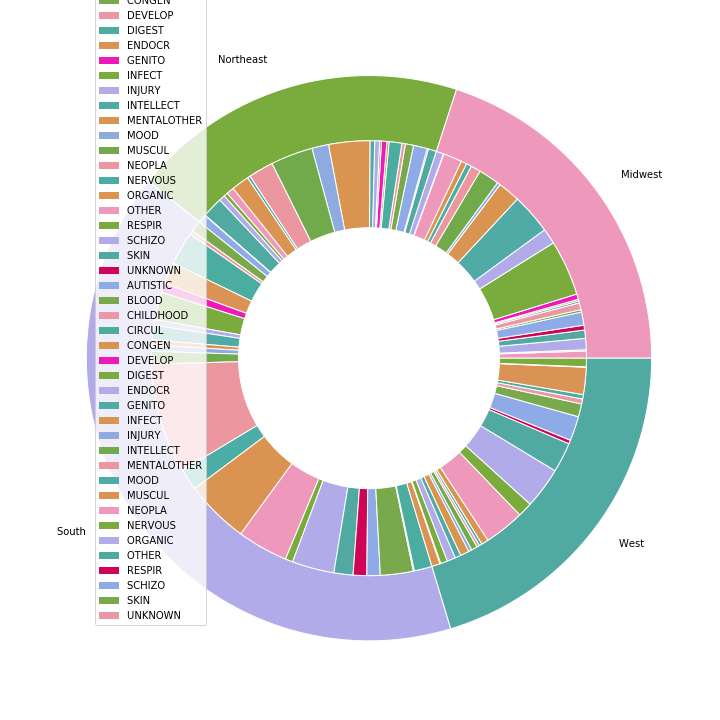 CONGEN
DEVELOP
DIGEST
ENDOCR
GENITO
INFECT
INJURY
INTELLECT
MENTALOTHER
MOOD
MUSCUL
NEOPLA
NERVOUS
ORGANIC
OTHER
RESPIR
SCHIZO
SKIN
UNKNOWN
AUTISTIC
BLOOD
CHILDHOOD
CIRCUL
CONGEN
DEVELOP
DIGEST
ENDOCR
GENITO
INFECT
INJURY
INTELLECT
MENTALOTHER
MOOD
MUSCUL
NEOPLA
NERVOUS
ORGANIC
OTHER
RESPIR
SCHIZO
SKIN
UNKNOWN
Northeast
Midwest
South
West